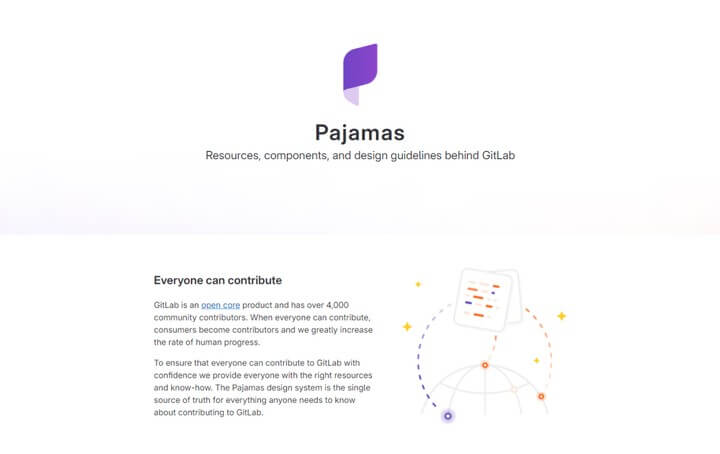 Pajamas
Resources, components, and design guidelines behind GitLab
Everyone can contribute
GitLab is an open core product and has over 4,000
community contributors. When everyone can contribute,
consumers become contributors and we greatly increase
the rate of human progress.
To ensure that everyone can contribute to GitLab with
confidence we provide everyone with the right resources
and know-how. The Pajamas design system is the single
source of truth for everything anyone needs to know
about contributing to GitLab.